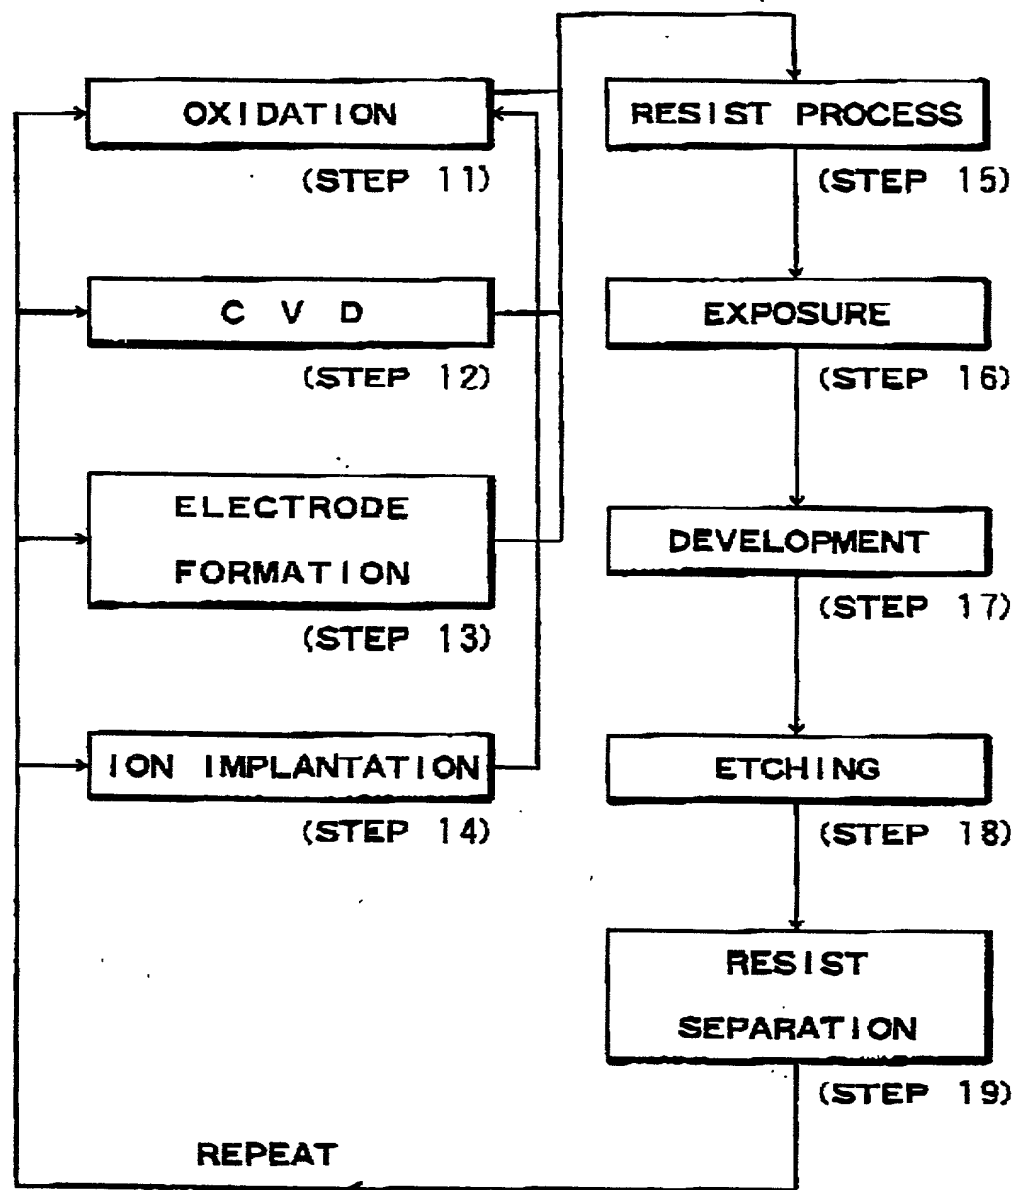 OXIDATION
(STEP 11)
C V D
(STEP 12)
ELECTRODE
FORMATION
(STEP 13)
ION IMPLANTATION
(STEP 14)
RESIST PROCESS
(STEP 15)
EXPOSURE
(STEP 16)
DEVELOPMENT
(STEP 17)
ETCHING
(STEP 18)
RESIST
SEPARATION
(STEP 19)
REPEAT